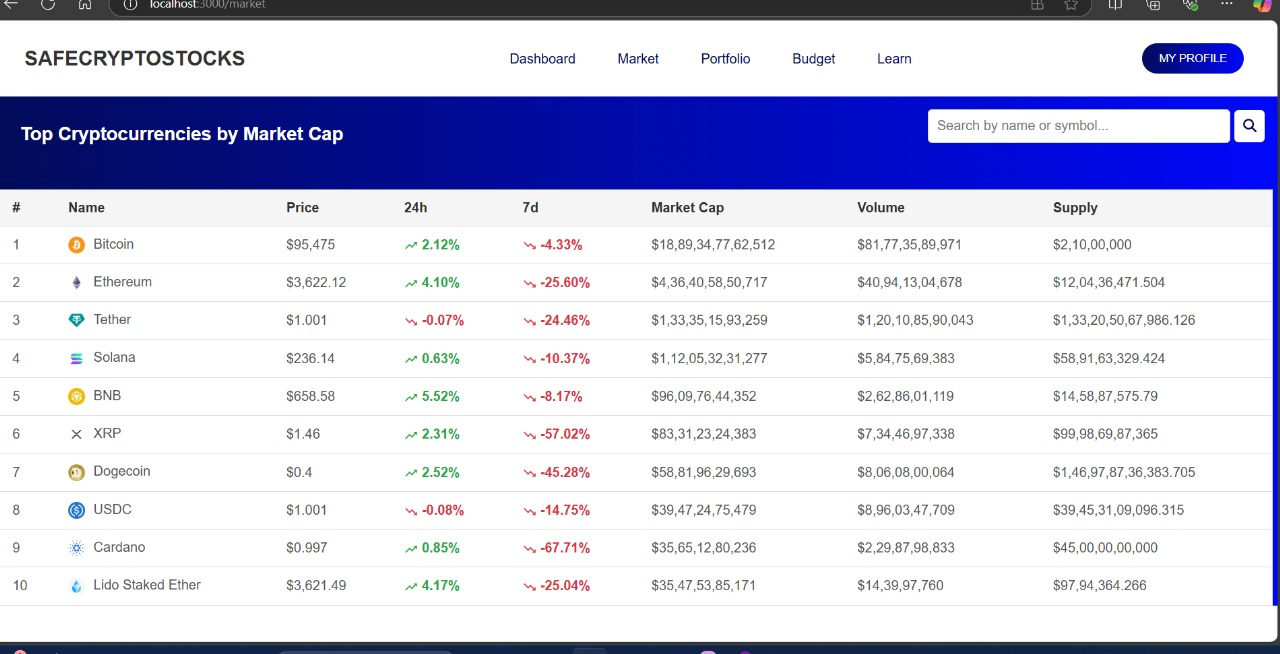 localhost:3000/market
SAFECRYPTOSTOCKS
Dashboard Market Portfolio Budget Learn
MY PROFILE
Top Cryptocurrencies by Market Cap
Search by name or symbol...
# Name Price 24h 7d Market Cap Volume Supply
1 Bitcoin $95,475 2.12% -4.33% $18,89,34,77,62,512 $81,77,35,89,971 $2,10,00,000
2 Ethereum $3,622.12 4.10% -25.60% $4,36,40,58,50,717 $40,94,13,04,678 $12,04,36,471.504
3 Tether $1.001 -0.07% -24.46% $1,33,35,15,93,259 $1,20,10,85,90,043 $1,33,20,50,67,986.126
4 Solana $236.14 0.63% -10.37% $1,12,05,32,31,277 $5,84,75,69,383 $58,91,63,329.424
5 BNB $658.58 5.52% -8.17% $96,09,76,44,352 $2,62,86,01,119 $14,58,87,575.79
6 XRP $1.46 2.31% -57.02% $83,31,23,24,383 $7,34,46,97,338 $99,98,69,87,365
7 Dogecoin $0.4 2.52% -45.28% $58,81,96,29,693 $8,06,08,00,064 $1,46,97,87,36,383.705
8 USDC $1.001 -0.08% -14.75% $39,47,24,75,479 $8,96,03,47,709 $39,45,31,09,096.315
9 Cardano $0.997 0.85% -67.71% $35,65,12,80,236 $2,29,87,98,833 $45,00,00,00,000
10 Lido Staked Ether $3,621.49 4.17% -25.04% $35,47,53,85,171 $14,39,97,760 $97,94,364.266